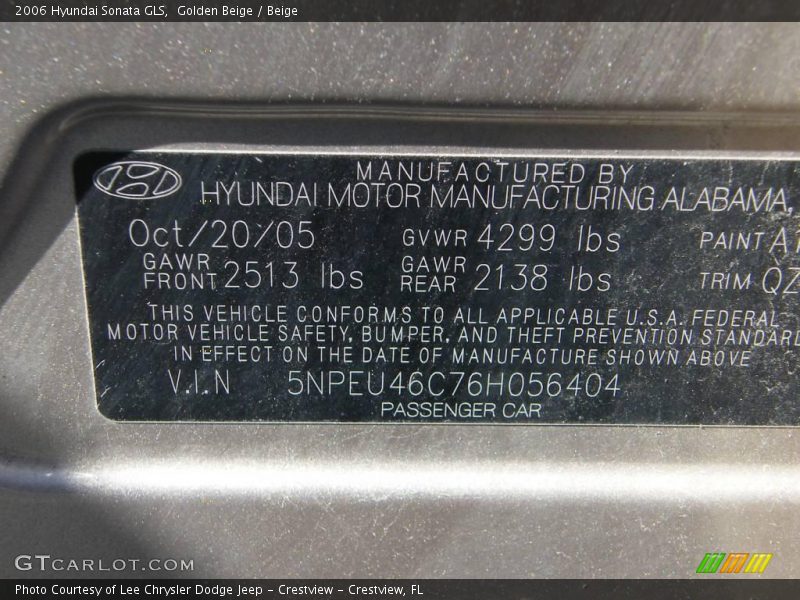 2006 Hyundai Sonata GLS,  Golden Beige / Beige
MANUFACTURED BY
HYUNDAI MOTOR MANUFACTURING ALABAMA,
Oct/20/05 GVWR 4299 lbs PAINT
GAWR FRONT 2513 lbs GAWR REAR 2138 lbs TRIM QZ
THIS VEHICLE CONFORMS TO ALL APPLICABLE U.S.A. FEDERAL
MOTOR VEHICLE SAFETY, BUMPER, AND THEFT PREVENTION STANDARD
IN EFFECT ON THE DATE OF MANUFACTURE SHOWN ABOVE
V.I.N 5NPEU46C76H056404
PASSENGER CAR
GTCARLOT.COM
Photo Courtesy of Lee Chrysler Dodge Jeep – Crestview – Crestview, FL